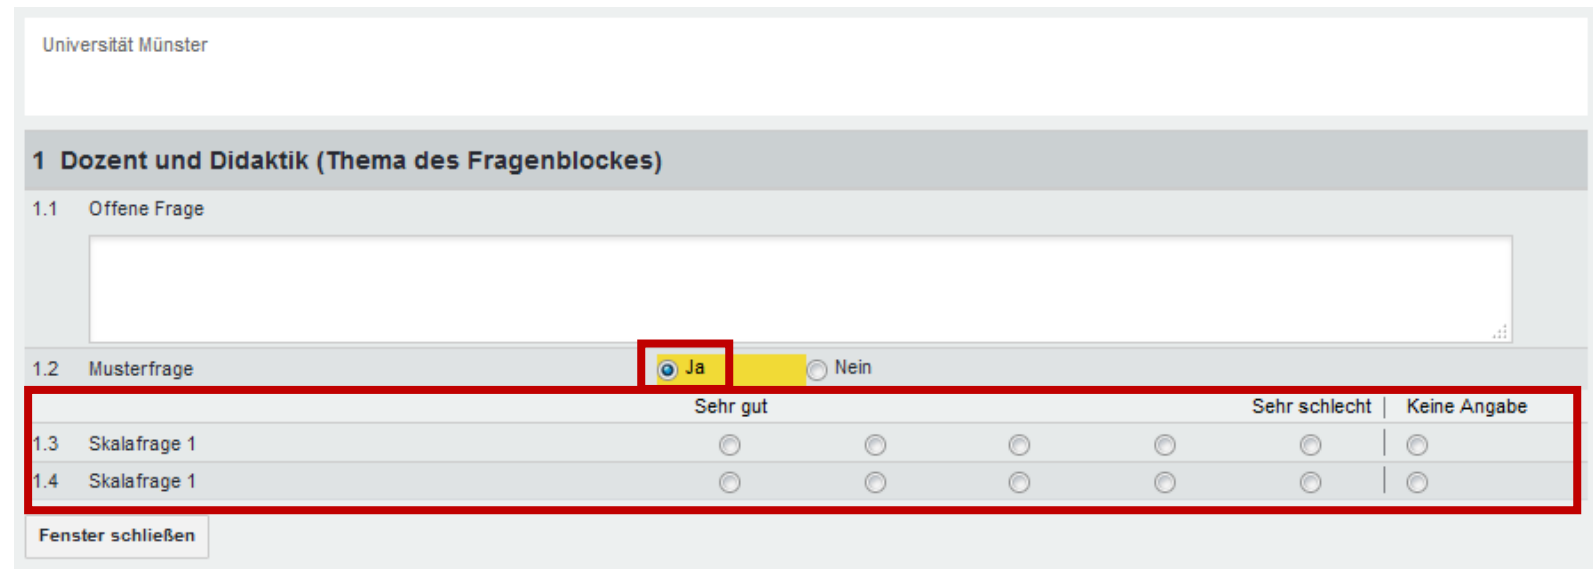 Universität Münster
1 Dozent und Didaktik (Thema des Fragenblockes)
1.1 Offene Frage
1.2 Musterfrage Ja Nein
Sehr gut Sehr schlecht Keine Angabe
1.3 Skalafrage 1
1.4 Skalafrage 1
Fenster schließen